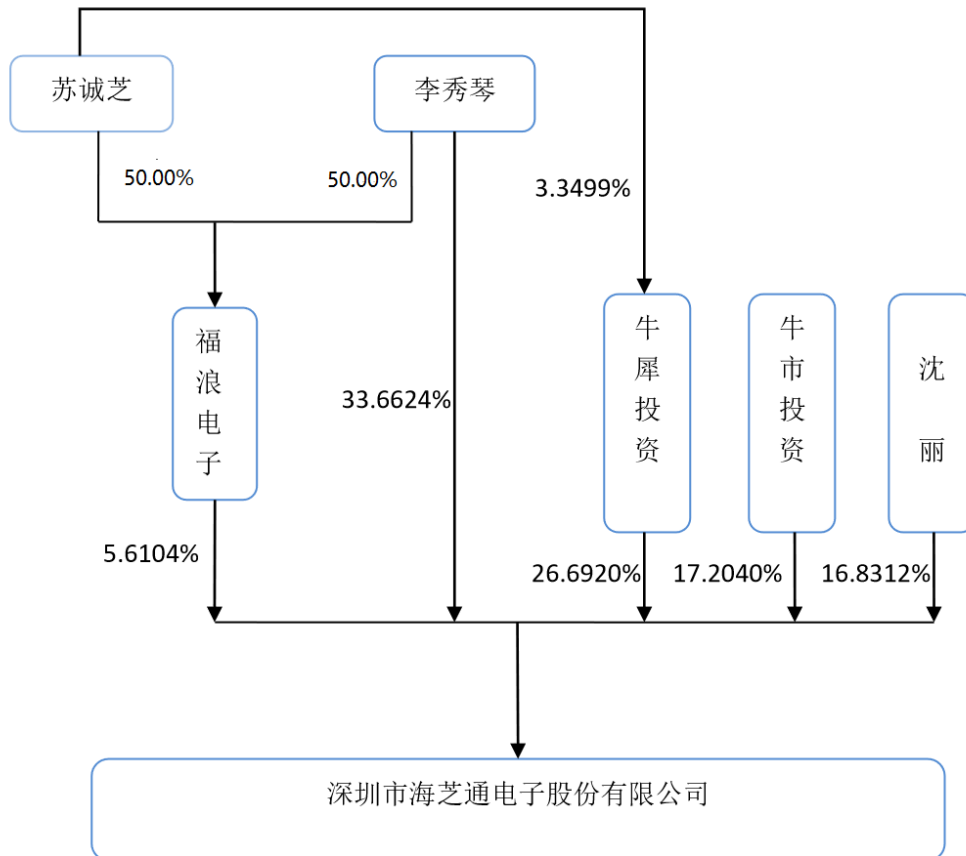 苏诚芝
李秀琴
50.00%
50.00%
3.3499%
福浪电子
33.6624%
牛犀投资
牛市投资
沈丽
5.6104%
26.6920%
17.2040%
16.8312%
深圳市海芝通电子股份有限公司